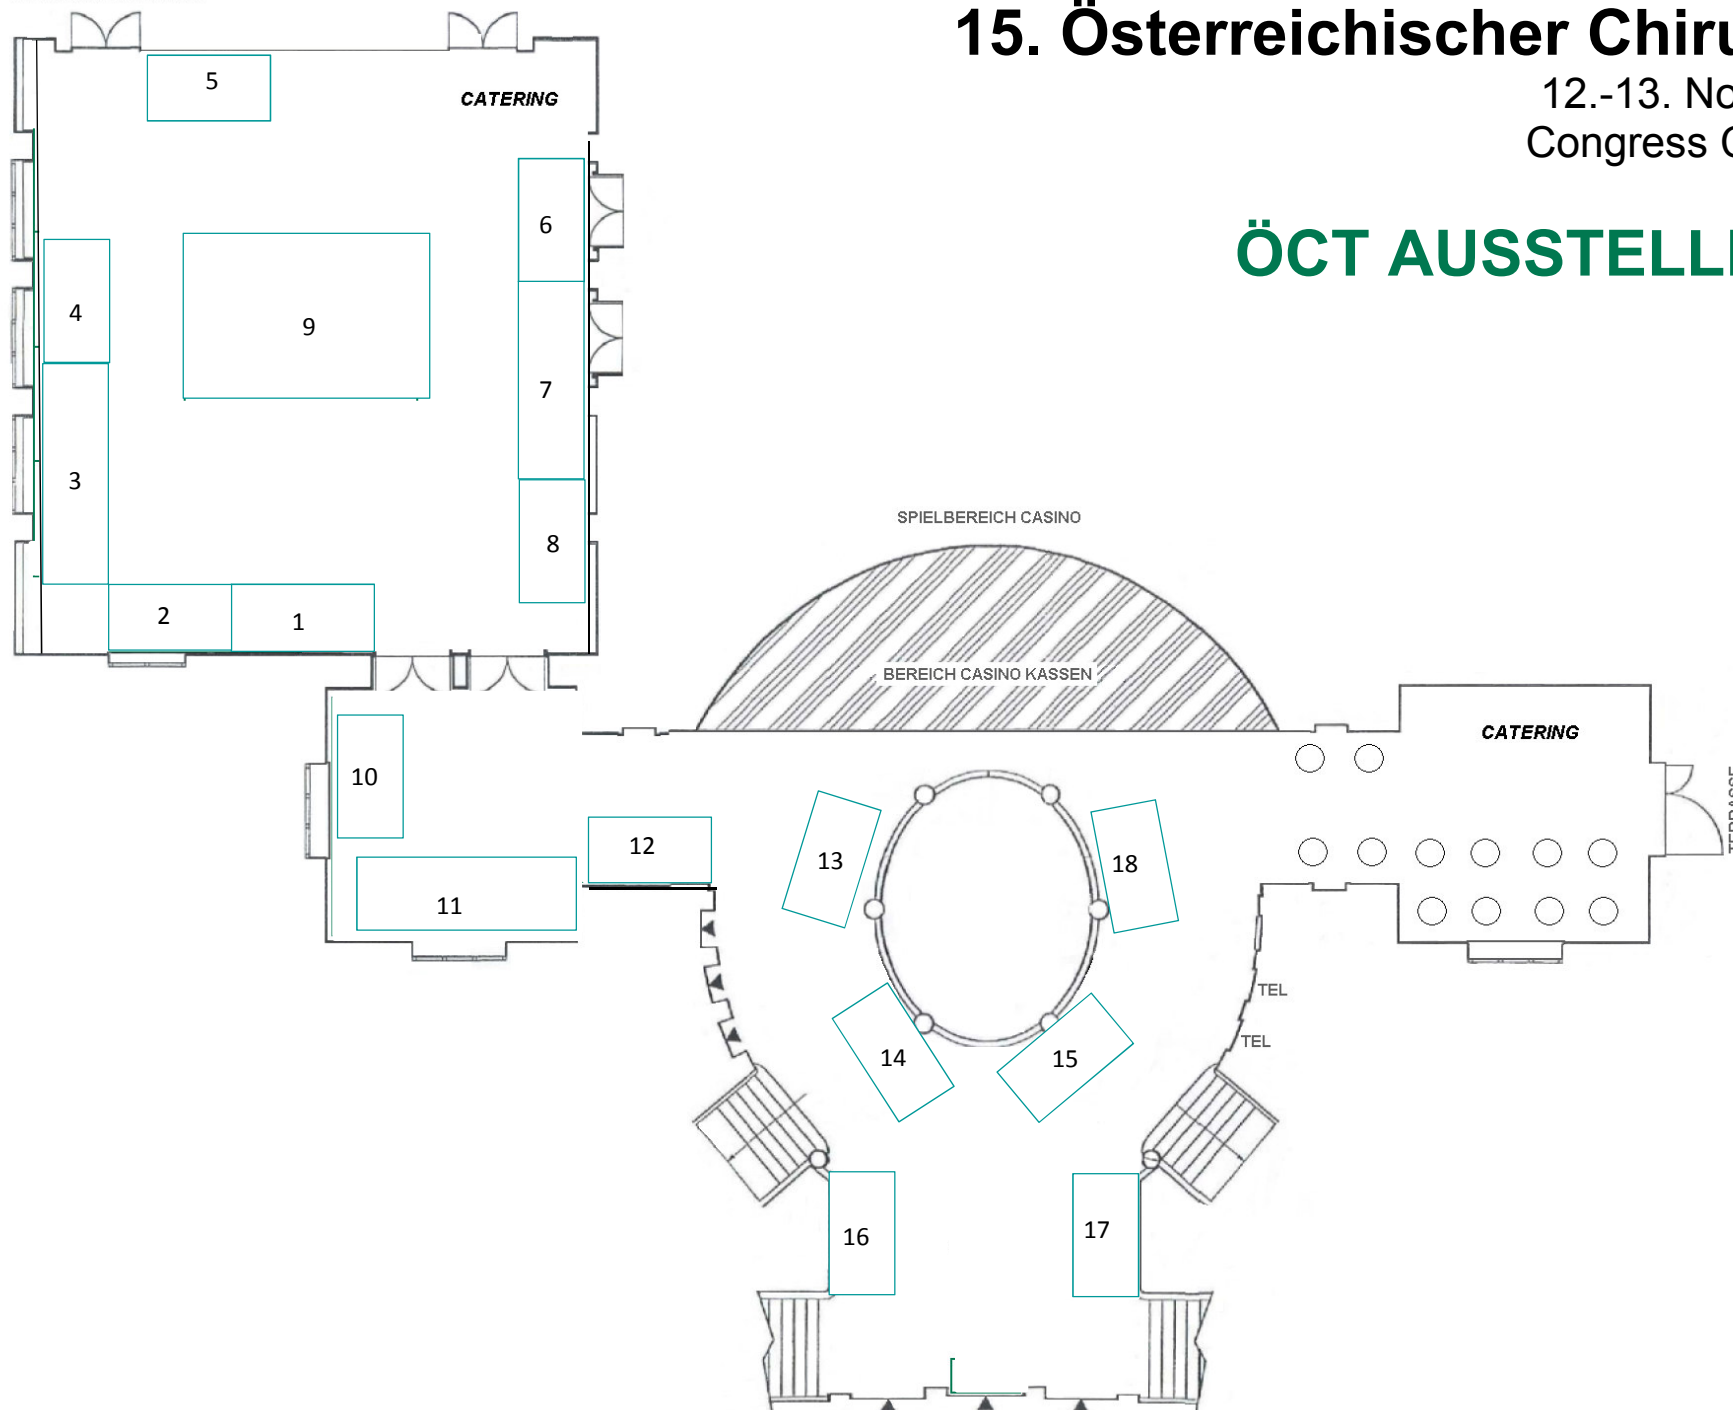 15. Österreichischer Chiru
12.-13. No
Congress C
ÖCT AUSSTELL
5
CATERING
6
4
9
7
3
8
2
1
SPIELBEREICH CASINO
BEREICH CASINO KASSEN
CATERING
TERRASSE
10
12
13
18
11
TEL
TEL
14
15
16
17